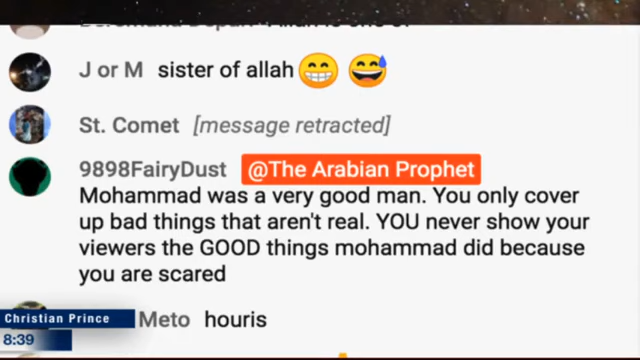 J or M sister of allah 😁 😅
St. Comet [message retracted]
9898FairyDust @The Arabian Prophet
Mohammad was a very good man. You only cover
up bad things that aren't real. YOU never show your
viewers the GOOD things mohammad did because
you are scared
Meto houris
Christian Prince
8:39